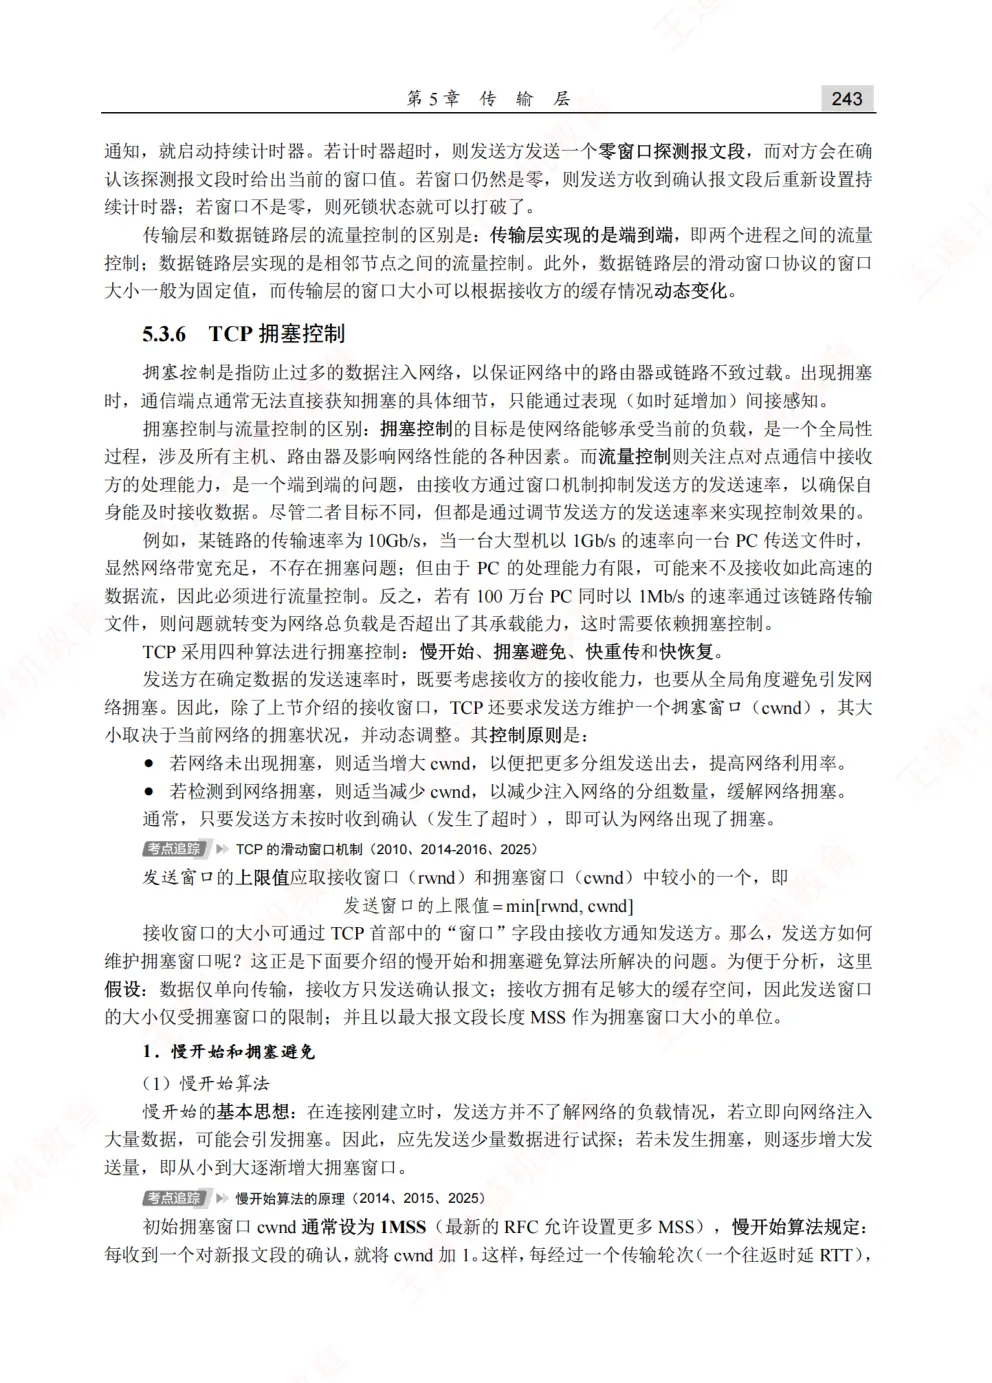 第 5 章 传 输 层
243
通知，就启动持续计时器。若计时器超时，则发送方发送一个零窗口探测报文段，而对方会在确
认该探测报文段时给出当前的窗口值。若窗口仍然是零，则发送方收到确认报文段后重新设置持
续计时器；若窗口不是零，则死锁状态就可以打破了。
传输层和数据链路层的流量控制的区别是：传输层实现的是端到端，即两个进程之间的流量
控制；数据链路层实现的是相邻节点之间的流量控制。此外，数据链路层的滑动窗口协议的窗口
大小一般为固定值，而传输层的窗口大小可以根据接收方的缓存情况动态变化。
5.3.6 TCP 拥塞控制
拥塞控制是指防止过多的数据注入网络，以保证网络中的路由器或链路不致过载。出现拥塞
时，通信端点通常无法直接获知拥塞的具体细节，只能通过表现（如时延增加）间接感知。
拥塞控制与流量控制的区别：拥塞控制的目标是使网络能够承受当前的负载，是一个全局性
过程，涉及所有主机、路由器及影响网络性能的各种因素。而流量控制则关注点对点通信中接收
方的处理能力，是一个端到端的问题，由接收方通过窗口机制抑制发送方的发送速率，以确保自
身能及时接收数据。尽管二者目标不同，但都是通过调节发送方的发送速率来实现控制效果的。
例如，某链路的传输速率为 10Gb/s，当一台大型机以 1Gb/s 的速率向一台 PC 传送文件时，
显然网络带宽充足，不存在拥塞问题；但由于 PC 的处理能力有限，可能来不及接收如此高速的
数据流，因此必须进行流量控制。反之，若有 100 万台 PC 同时以 1Mb/s 的速率通过该链路传输
文件，则问题就转变为网络总负载是否超出了其承载能力，这时需要依赖拥塞控制。
TCP 采用四种算法进行拥塞控制：慢开始、拥塞避免、快重传和快恢复。
发送方在确定数据的发送速率时，既要考虑接收方的接收能力，也要从全局角度避免引发网
络拥塞。因此，除了上节介绍的接收窗口，TCP 还要求发送方维护一个拥塞窗口（cwnd），其大
小取决于当前网络的拥塞状况，并动态调整。其控制原则是：
● 若网络未出现拥塞，则适当增大 cwnd，以便把更多分组发送出去，提高网络利用率。
● 若检测到网络拥塞，则适当减少 cwnd，以减少注入网络的分组数量，缓解网络拥塞。
通常，只要发送方未按时收到确认（发生了超时），即可认为网络出现了拥塞。
考点追踪 TCP 的滑动窗口机制（2010、2014-2016、2025）
发送窗口的上限值应取接收窗口（rwnd）和拥塞窗口（cwnd）中较小的一个，即
发送窗口的上限值 = min[rwnd, cwnd]
接收窗口的大小可通过 TCP 首部中的“窗口”字段由接收方通知发送方。那么，发送方如何
维护拥塞窗口呢？这正是下面要介绍的慢开始和拥塞避免算法所解决的问题。为便于分析，这里
假设：数据仅单向传输，接收方只发送确认报文；接收方拥有足够大的缓存空间，因此发送窗口
的大小仅受拥塞窗口的限制；并且以最大报文段长度 MSS 作为拥塞窗口大小的单位。
1．慢开始和拥塞避免
（1）慢开始算法
慢开始的基本思想：在连接刚建立时，发送方并不了解网络的负载情况，若立即向网络注入
大量数据，可能会引发拥塞。因此，应先发送少量数据进行试探；若未发生拥塞，则逐步增大发
送量，即从小到大逐渐增大拥塞窗口。
考点追踪 慢开始算法的原理（2014、2015、2025）
初始拥塞窗口 cwnd 通常设为 1MSS（最新的 RFC 允许设置更多 MSS），慢开始算法规定：
每收到一个对新报文段的确认，就将 cwnd 加 1。这样，每经过一个传输轮次（一个往返时延 RTT），